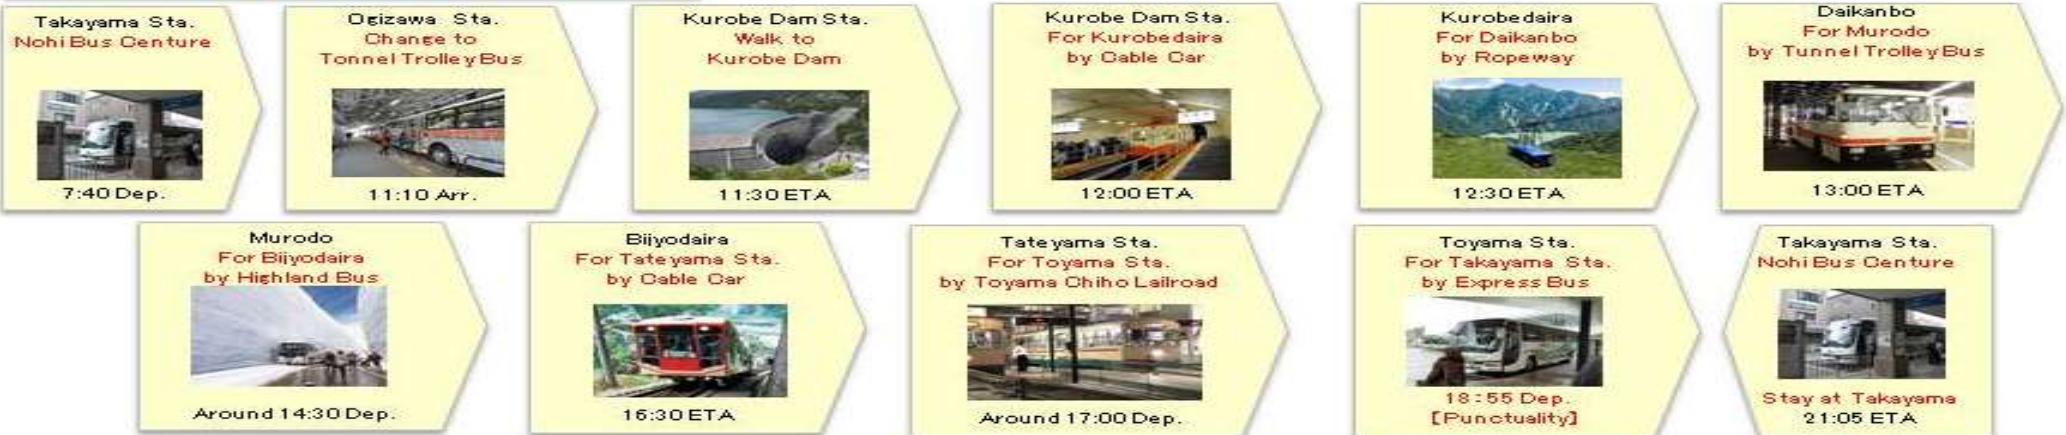 Takayama Sta.
Nohi Bus Centure
7:40 Dep.
Ogizawa Sta.
Change to
Tonnel Trolley Bus
11:10 Arr.
Kurobe Dam Sta.
Walk to
Kurobe Dam
11:30 ETA
Kurobe Dam Sta.
For Kurobedaira
by Cable Car
12:00 ETA
Kurobedaira
For Daikanbo
by Ropeway
12:30 ETA
Daikanbo
For Murodo
by Tunnel Trolley Bus
13:00 ETA
Murodo
For Biiyodaira
by Highland Bus
Around 14:30 Dep.
Biiyodaira
For Tateyama Sta.
by Cable Car
16:30 ETA
Tateyama Sta.
For Toyama Sta.
by Toyama Chiho Lailroad
Around 17:00 Dep.
Toyama Sta.
For Takayama Sta.
by Express Bus
18:55 Dep.
【Punctuality】
Takayama Sta.
Nohi Bus Centure
Stay at Takayama
21:05 ETA